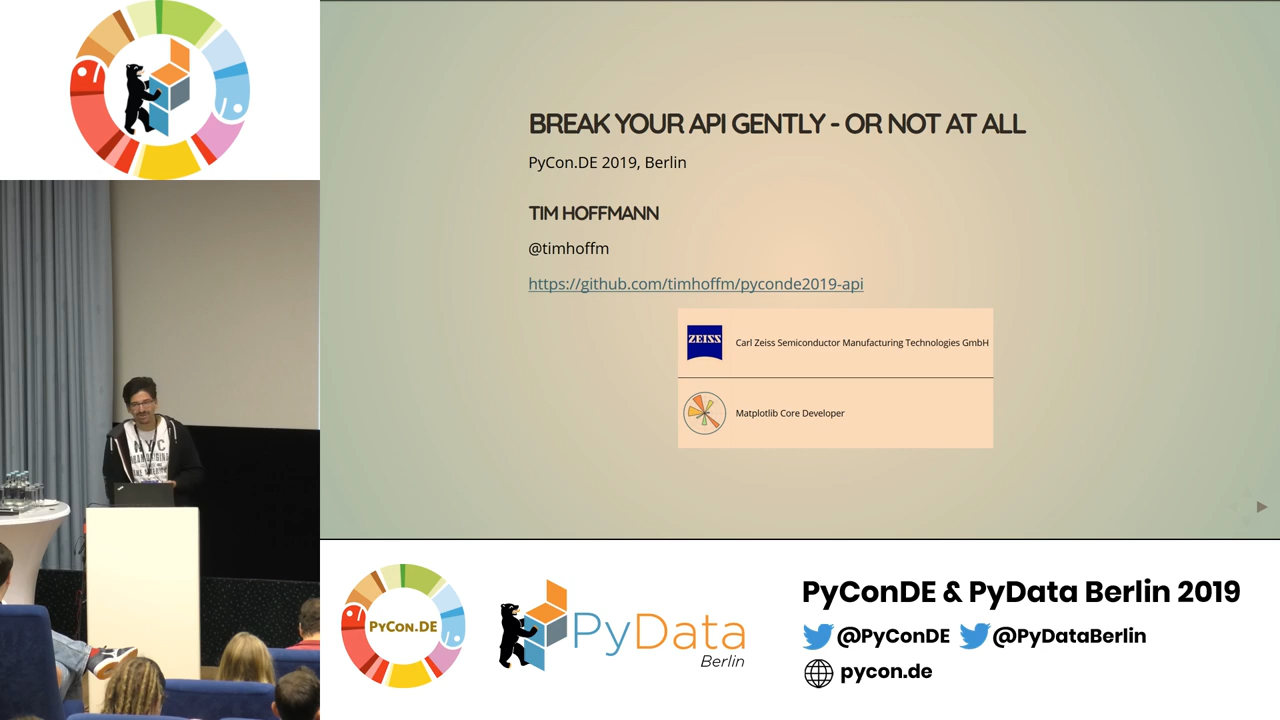 BREAK YOUR API GENTLY - OR NOT AT ALL
PyCon.DE 2019, Berlin
TIM HOFFMANN
@timhoffm
https://github.com/timhoffm/pyconde2019-api
ZEISS
Carl Zeiss Semiconductor Manufacturing Technologies GmbH
Matplotlib Core Developer
NYC
PYCON.DE
PyData
Berlin
PyConDE & PyData Berlin 2019
@PyConDE @PyDataBerlin
pycon.de